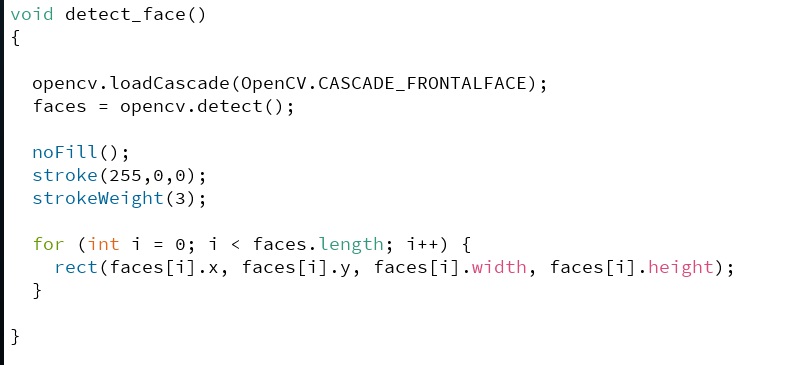 void detect_face()
{
opencv.loadCascade(OpenCV.CASCADE_FRONTALFACE);
faces = opencv.detect();
noFill();
stroke(255,0,0);
strokeWeight(3);
for (int i = 0; i < faces.length; i++) {
rect(faces[i].x, faces[i].y, faces[i].width, faces[i].height);
}
}